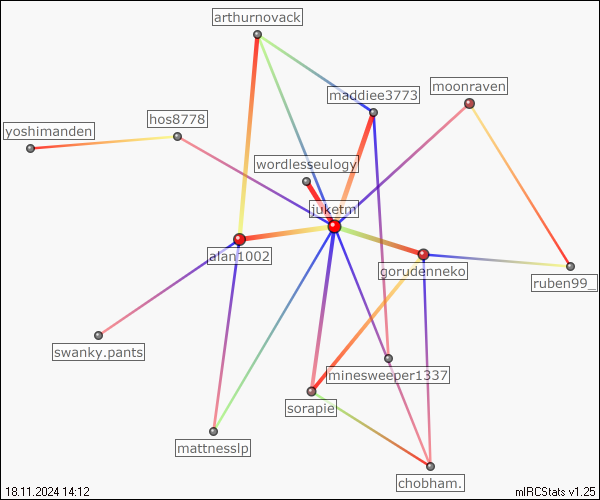 arthurnovack
moonraven
maddiee3773
hos8778
yoshimanden
wordlesseulogy
juketm
alan1002
gorudenneko
ruben99_
swanky.pants
minesweeper1337
sorapie
mattnesslp
chobham.
18.11.2024 14:12
mIRCStats v1.25